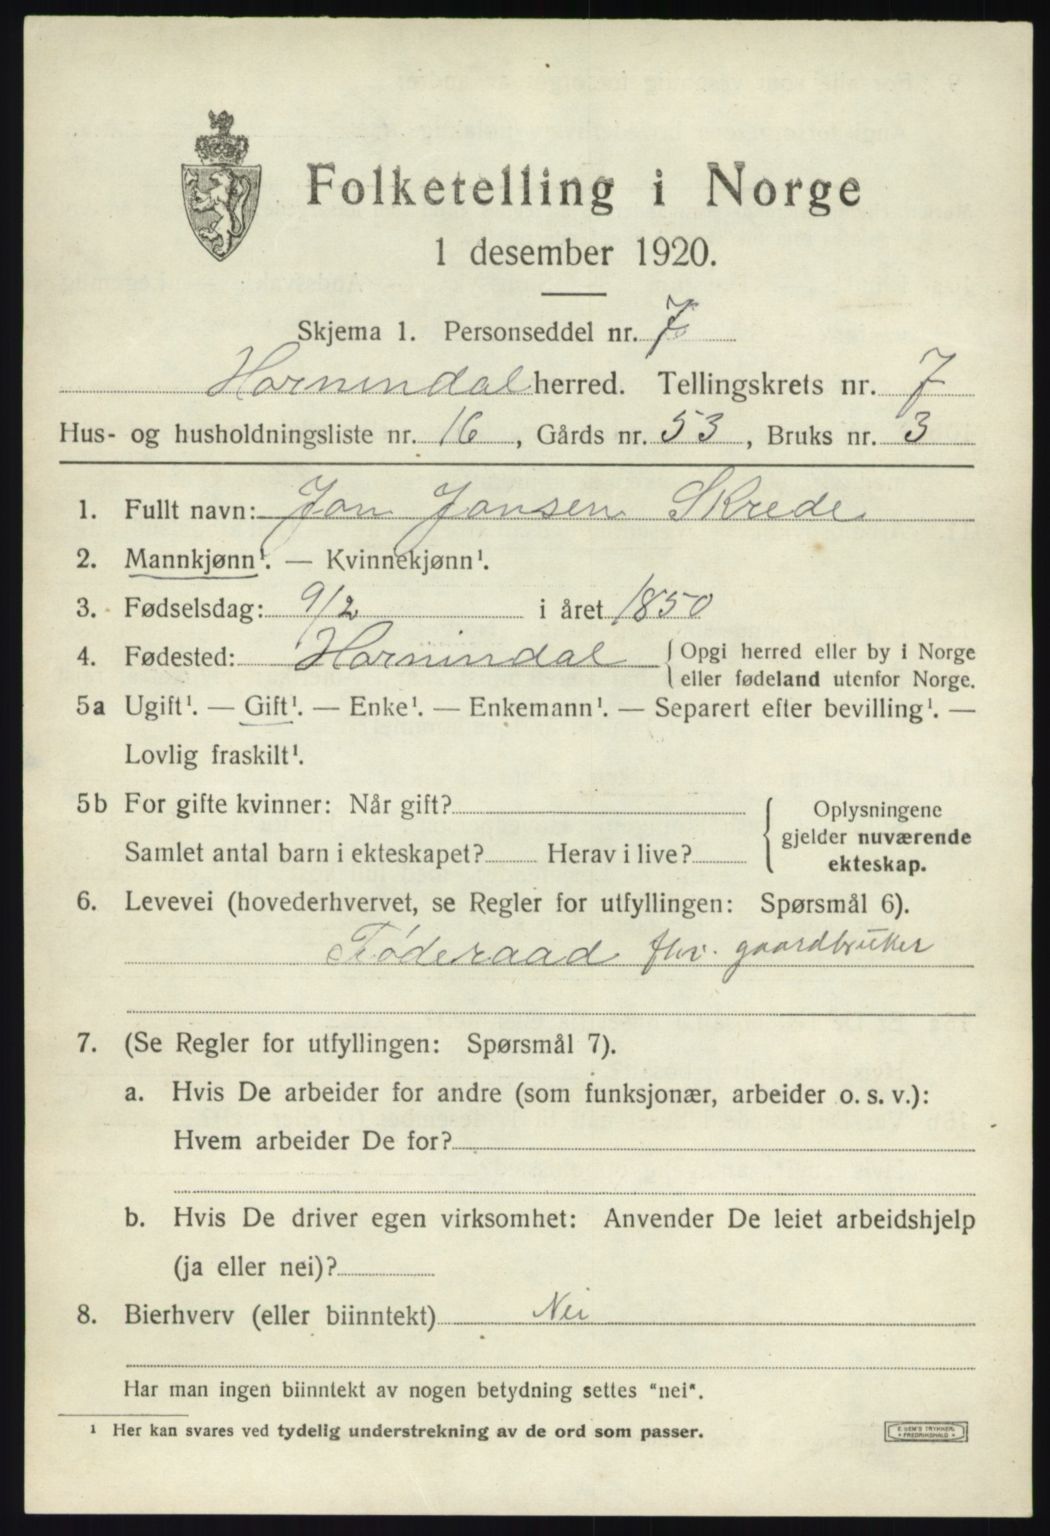 Folketelling i Norge
1 desember 1920.
Skjema 1. Personseddel nr. 7
Hornindal herred. Tellingskrets nr. 7
Hus- og husholdningsliste nr. 16, Gårds nr. 53, Bruks nr. 3
1. Fullt navn: Jon Jonsen Skrede
2. Mannkjønn¹. — Kvinnekjønn¹.
3. Fødselsdag: 9/2 i året 1850
4. Fødested: Hornindal { Opgi herred eller by i Norge
eller fødeland utenfor Norge.
5a Ugift¹. — Gift¹. — Enke¹. — Enkemann¹. — Separert efter bevilling¹. —
Lovlig fraskilt¹.
5b For gifte kvinner: Når gift?
Samlet antal barn i ekteskapet? Herav i live?
Oplysningene
gjelder nuværende
ekteskap.
6. Levevei (hovederhvervet, se Regler for utfyllingen: Spørsmål 6).
Føderaad fhv. gaardbruker
7. (Se Regler for utfyllingen: Spørsmål 7).
a. Hvis De arbeider for andre (som funksjonær, arbeider o. s. v.):
Hvem arbeider De for?
b. Hvis De driver egen virksomhet: Anvender De leiet arbeidshjelp
(ja eller nei)?
8. Bierhverv (eller biinntekt) Nei
Har man ingen biinntekt av nogen betydning settes "nei".
¹ Her kan svares ved tydelig understrekning av de ord som passer.
E. SEM'S TRYKKERI
FREDRIKSHALD